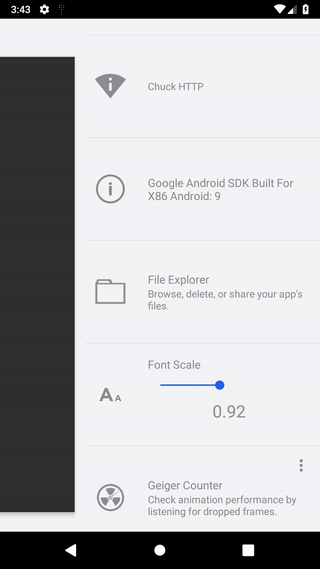 3:43
Chuck HTTP
Google Android SDK Built For
X86 Android: 9
File Explorer
Browse, delete, or share your app's
files.
Font Scale
AA
0.92
Geiger Counter
Check animation performance by
listening for dropped frames.